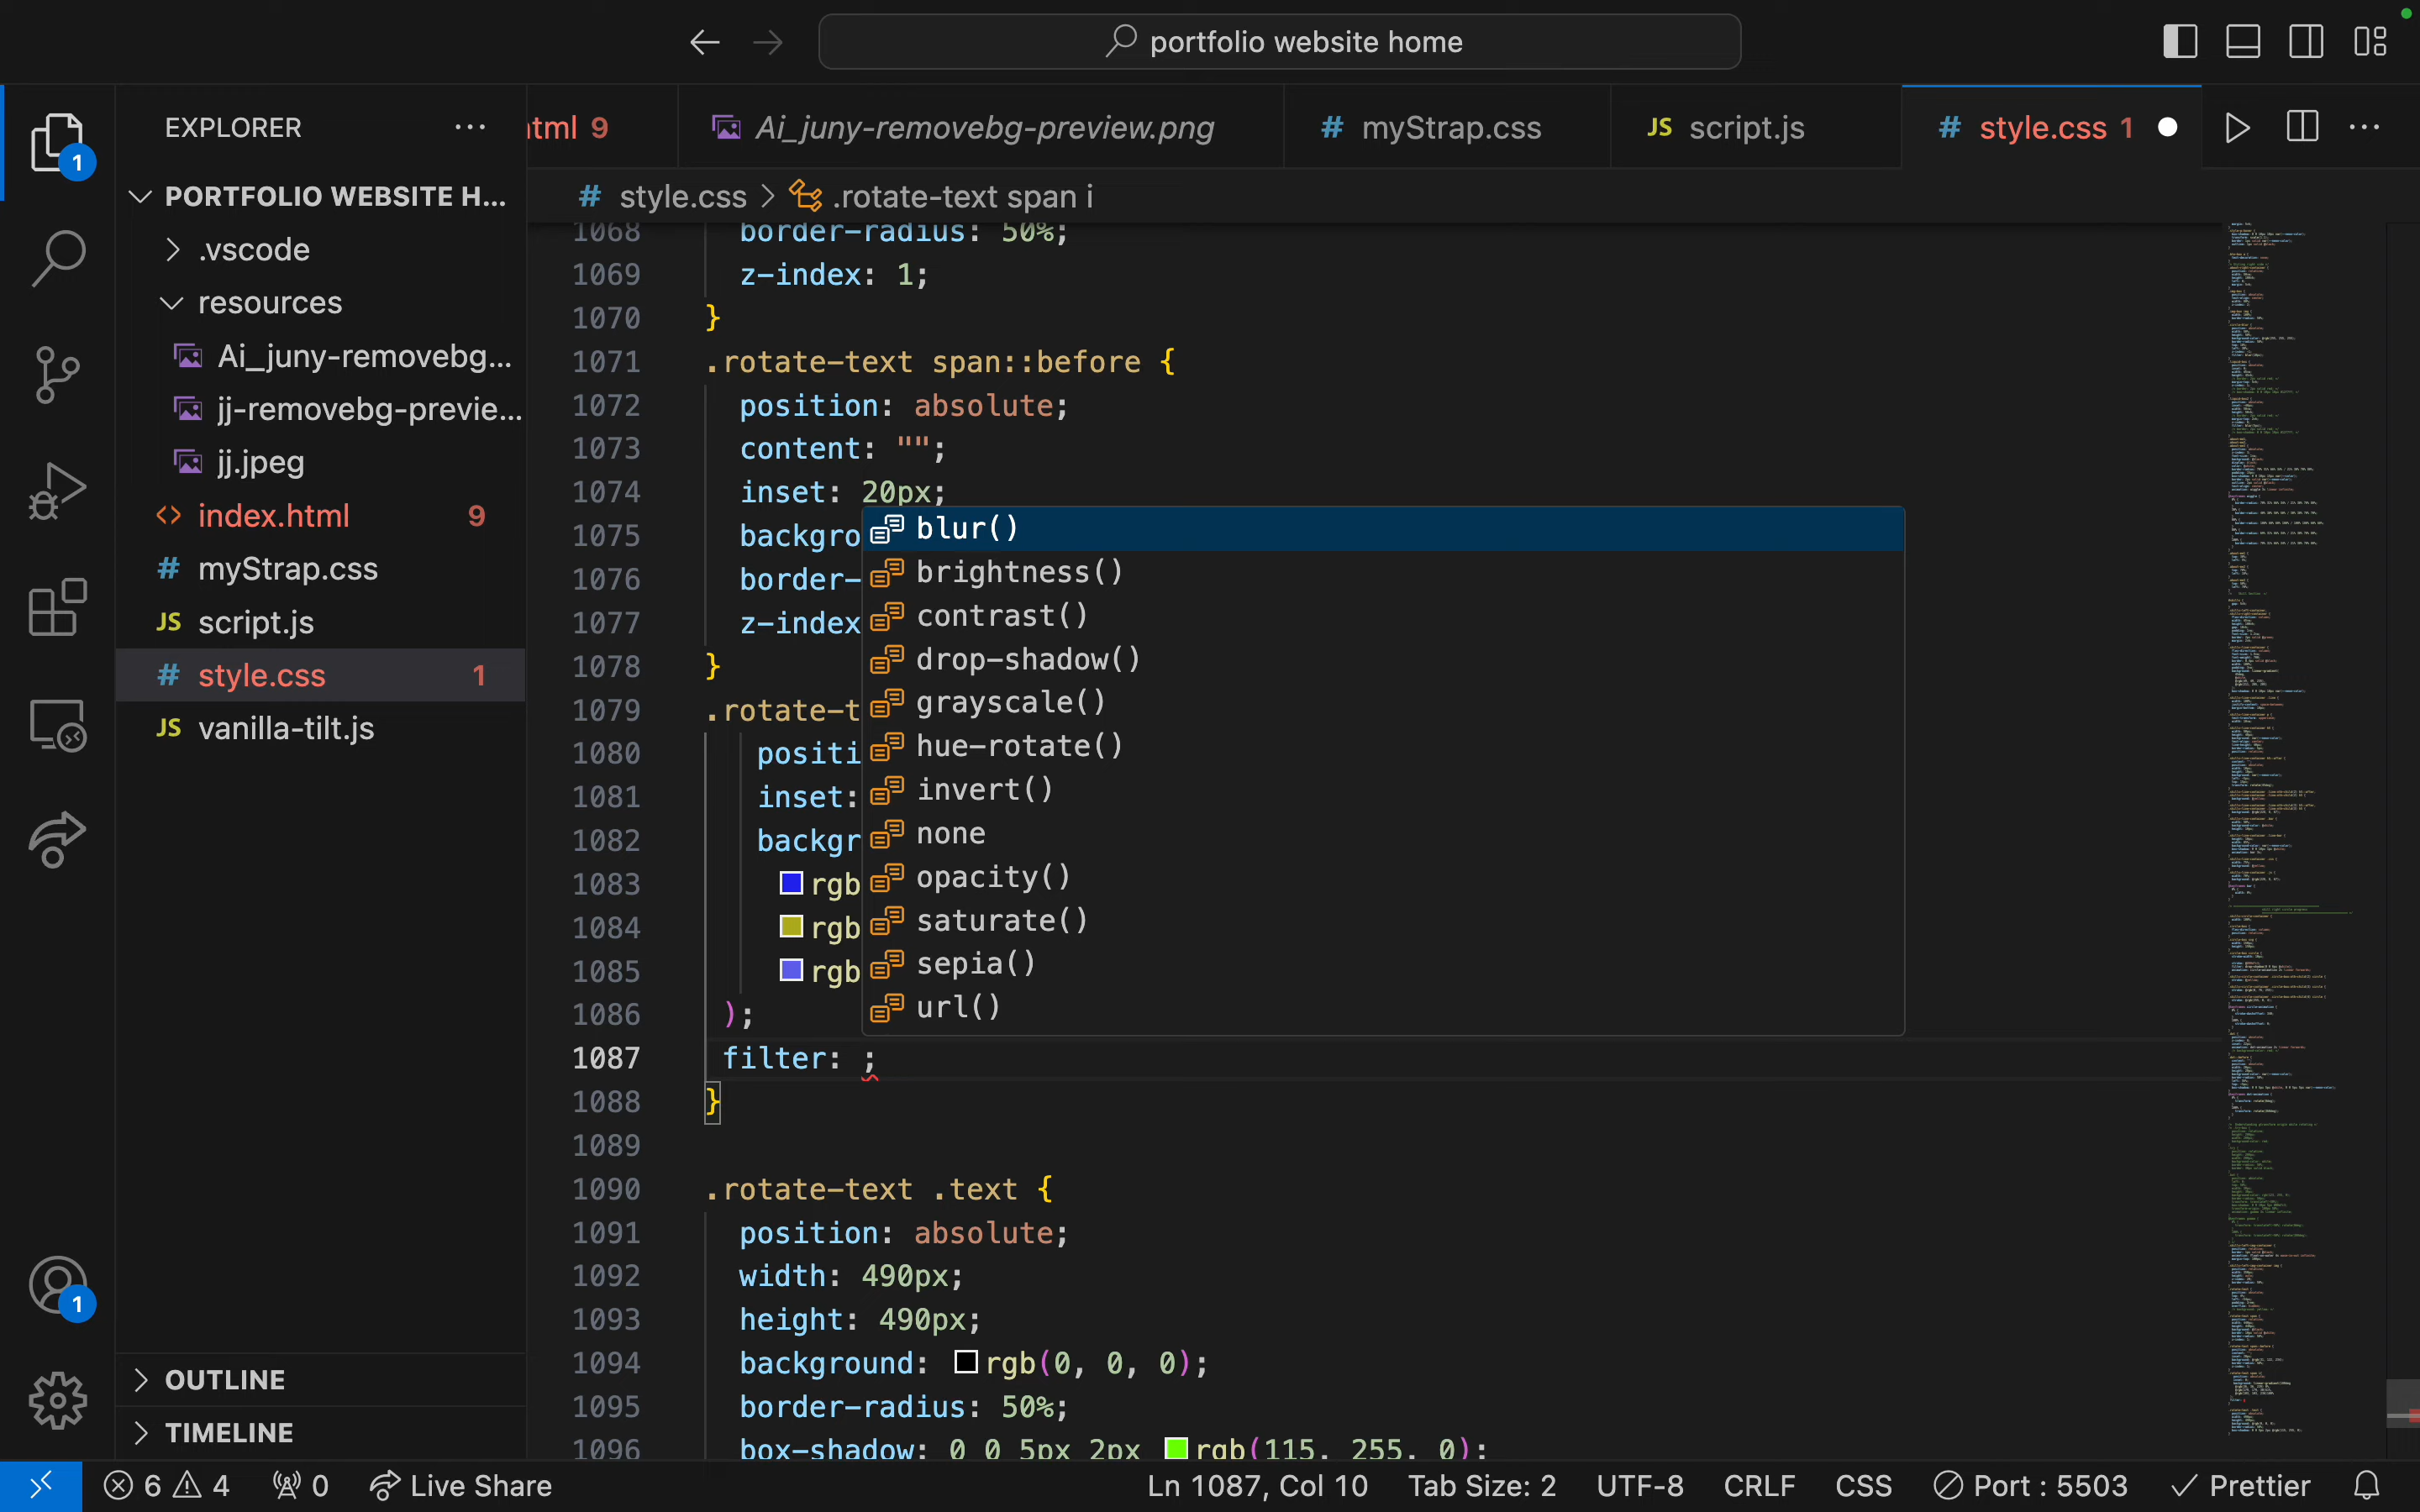 portfolio website home
EXPLORER
html 9
Ai_juny-removebg-preview.png
# myStrap.css
JS script.js
# style.css 1
1
PORTFOLIO WEBSITE H...
# style.css > .rotate-text span i
.vscode
resources
Ai_juny-removebg...
jj-removebg-previe...
jj.jpeg
<> index.html 9
# myStrap.css
JS script.js
# style.css 1
JS vanilla-tilt.js
1068 border-radius: 50%;
1069 z-index: 1;
1070 }
1071 .rotate-text span::before {
1072 position: absolute;
1073 content: "";
1074 inset: 20px;
1075 backgro
1076 border-
1077 z-index
1078 }
1079 .rotate-t
1080 positi
1081 inset:
1082 backgr
1083 rgb
1084 rgb
1085 rgb
1086 );
1087 filter: ;
1088 }
1089
1090 .rotate-text .text {
1091 position: absolute;
1092 width: 490px;
1093 height: 490px;
1094 background: rgb(0, 0, 0);
1095 border-radius: 50%;
1096 box-shadow: 0 0 5px 2px rgb(115, 255, 0);
blur()
brightness()
contrast()
drop-shadow()
grayscale()
hue-rotate()
invert()
none
opacity()
saturate()
sepia()
url()
1
OUTLINE
TIMELINE
6 4 0 Live Share
Ln 1087, Col 10 Tab Size: 2 UTF-8 CRLF CSS Port : 5503 Prettier